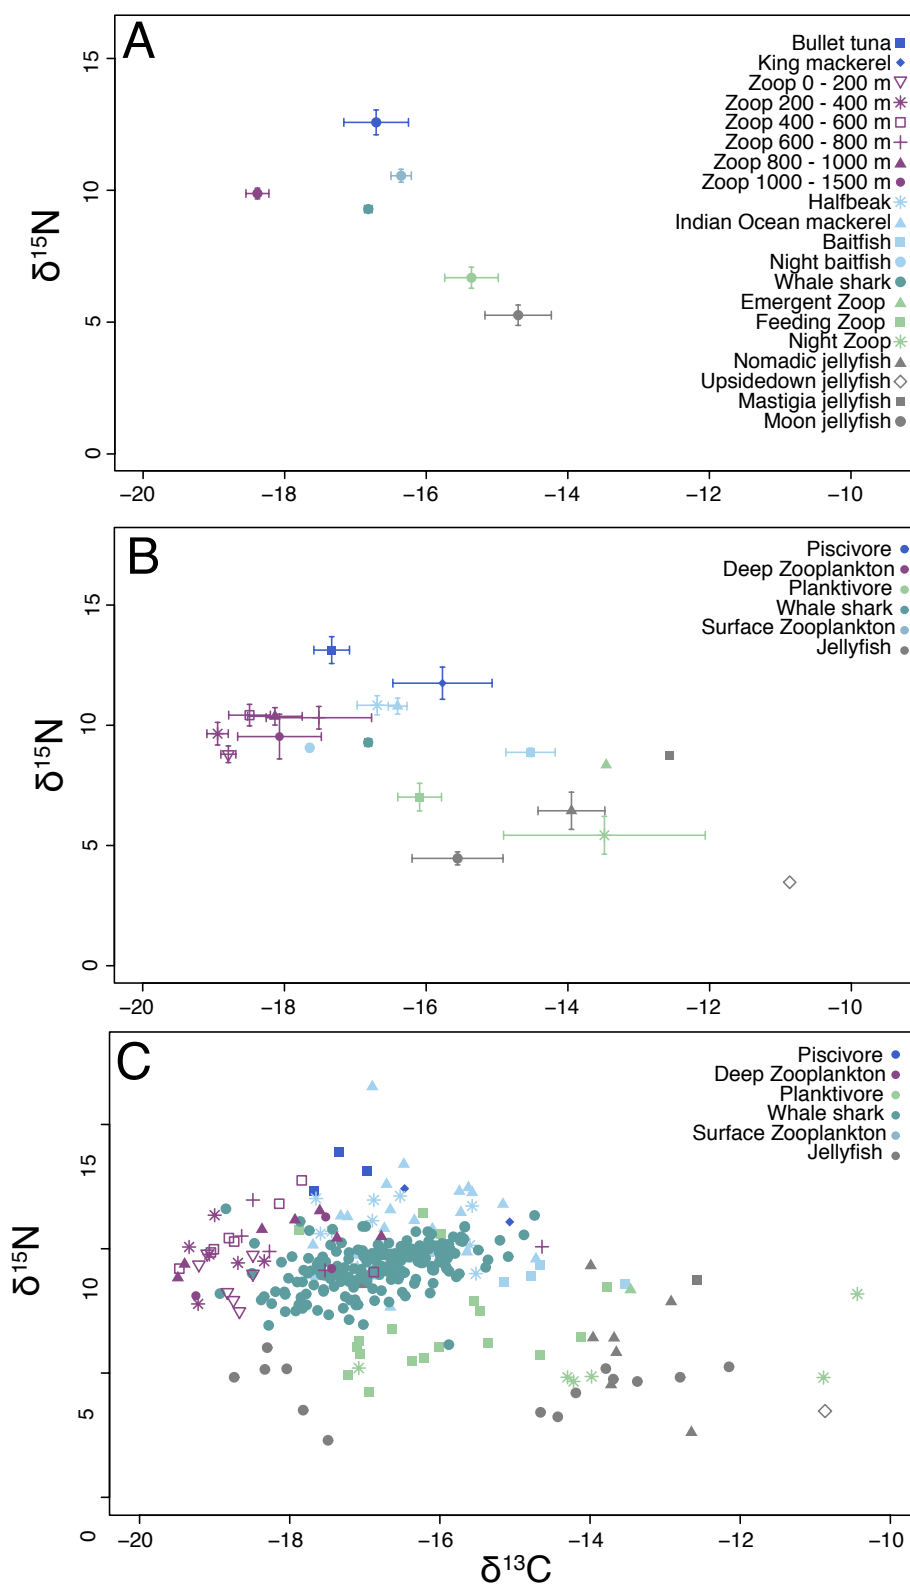 A
Bullet tuna
King mackerel
Zoop 0 - 200 m
Zoop 200 - 400 m
Zoop 400 - 600 m
Zoop 600 - 800 m
Zoop 800 - 1000 m
Zoop 1000 - 1500 m
Halfbeak
Indian Ocean mackerel
Baitfish
Night baitfish
Whale shark
Emergent Zoop
Feeding Zoop
Night Zoop
Nomadic jellyfish
Upsidedown jellyfish
Mastigia jellyfish
Moon jellyfish
15
10
5
0
δ15N
−20 −18 −16 −14 −12 −10
B
Piscivore
Deep Zooplankton
Planktivore
Whale shark
Surface Zooplankton
Jellyfish
15
10
5
0
δ15N
−20 −18 −16 −14 −12 −10
C
Piscivore
Deep Zooplankton
Planktivore
Whale shark
Surface Zooplankton
Jellyfish
15
10
5
0
δ15N
−20 −18 −16 −14 −12 −10
δ13C